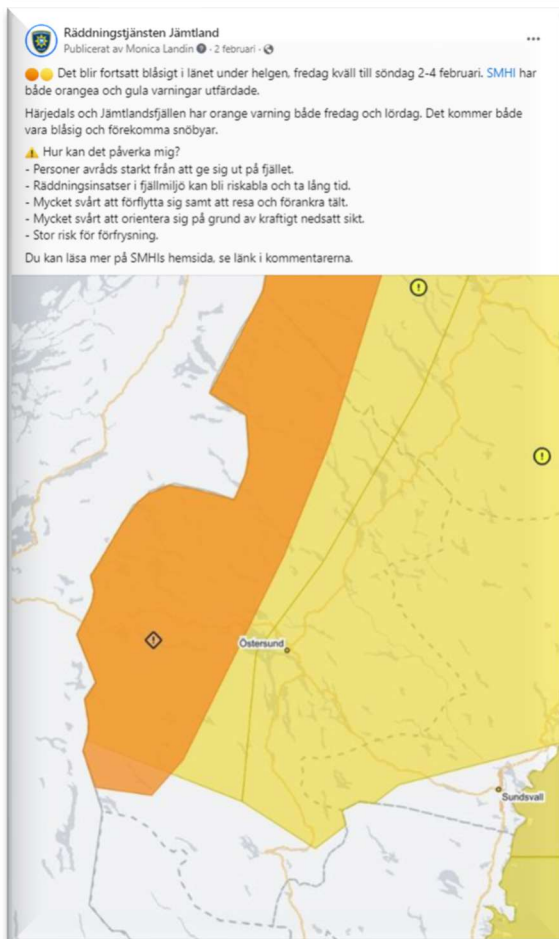 Räddningstjänsten Jämtland
Publicerat av Monica Landin · 2 februari ·
Det blir fortsatt blåsigt i länet under helgen, fredag kväll till söndag 2-4 februari. SMHI har
både orangea och gula varningar utfärdade.
Härjedals och Jämtlandsfjällen har orange varning både fredag och lördag. Det kommer både
vara blåsig och förekomma snöbyar.
⚠️ Hur kan det påverka mig?
- Personer avråds starkt från att ge sig ut på fjället.
- Räddningsinsatser i fjällmiljö kan bli riskabla och ta lång tid.
- Mycket svårt att förflytta sig samt att resa och förankra tält.
- Mycket svårt att orientera sig på grund av kraftigt nedsatt sikt.
- Stor risk för förfrysning.
Du kan läsa mer på SMHIs hemsida, se länk i kommentarerna.
Östersund
Sundsvall